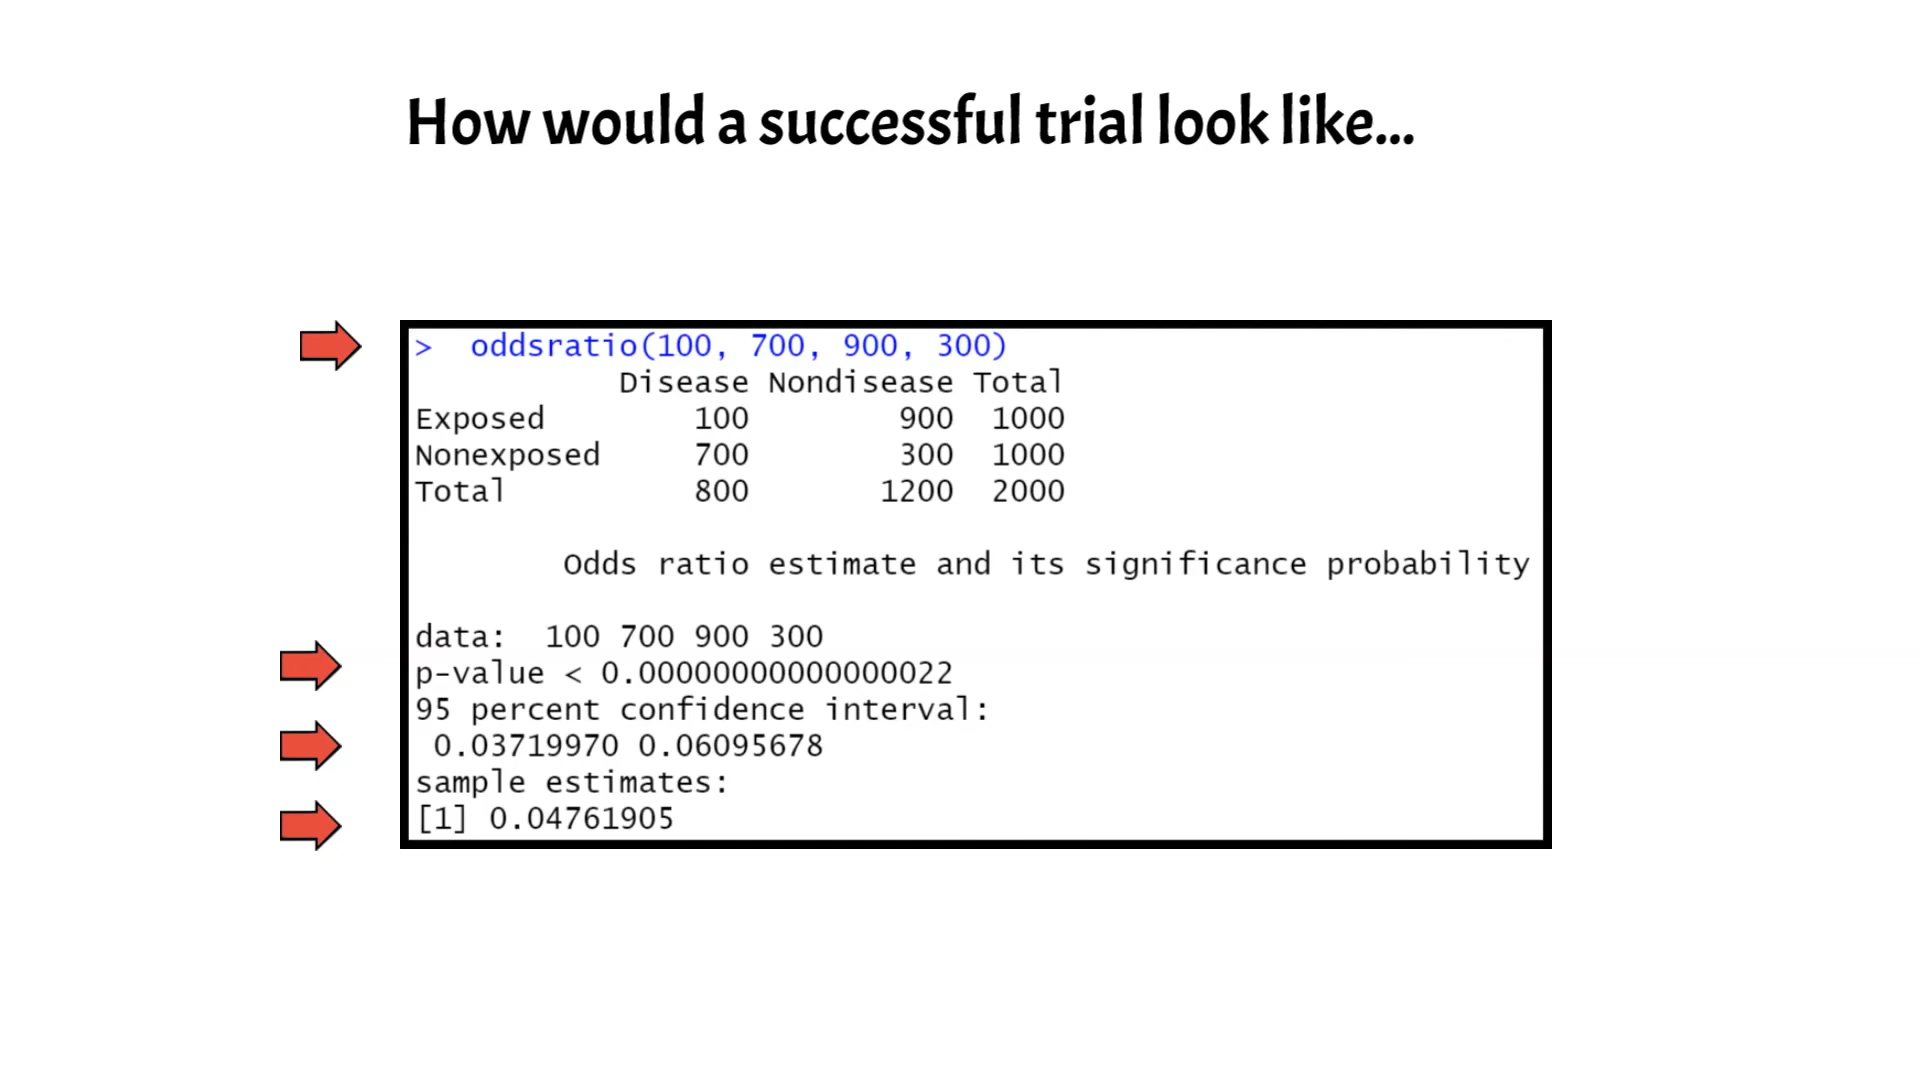 How would a successful trial look like...
> oddsratio(100, 700, 900, 300)
Disease Nondisease Total
Exposed 100 900 1000
Nonexposed 700 300 1000
Total 800 1200 2000
Odds ratio estimate and its significance probability
data: 100 700 900 300
p-value < 0.00000000000000022
95 percent confidence interval:
0.03719970 0.06095678
sample estimates:
[1] 0.04761905